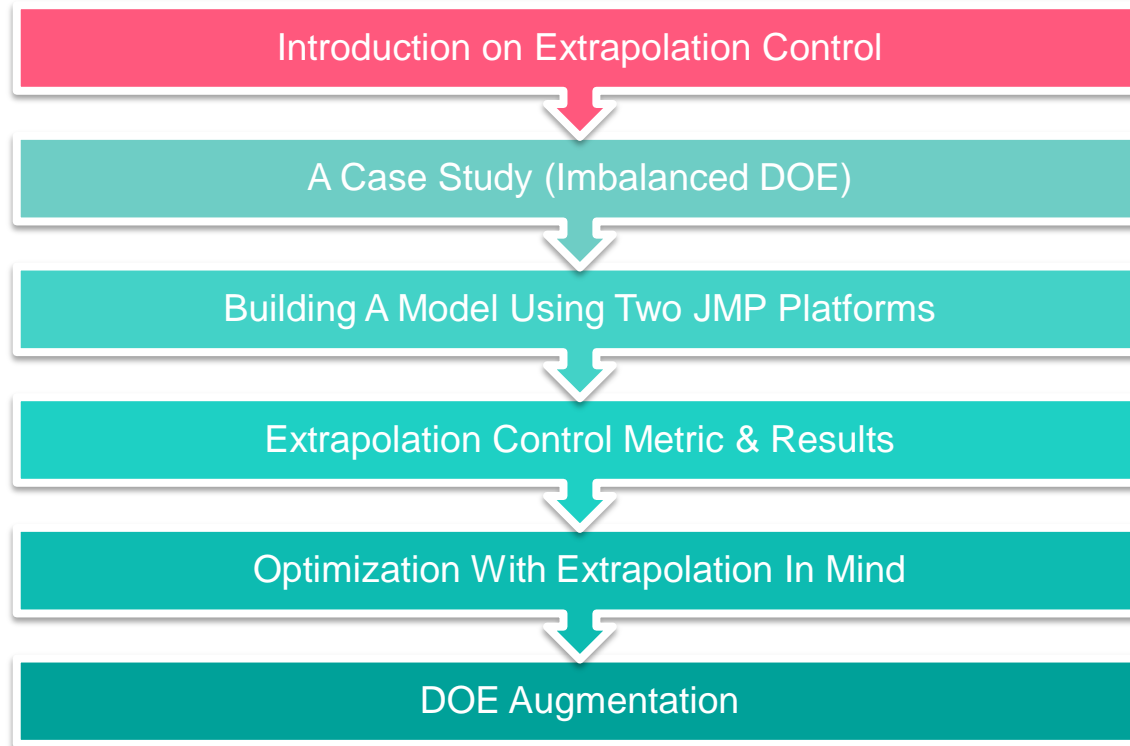 Introduction on Extrapolation Control
A Case Study (Imbalanced DOE)
Building A Model Using Two JMP Platforms
Extrapolation Control Metric & Results
Optimization With Extrapolation In Mind
DOE Augmentation